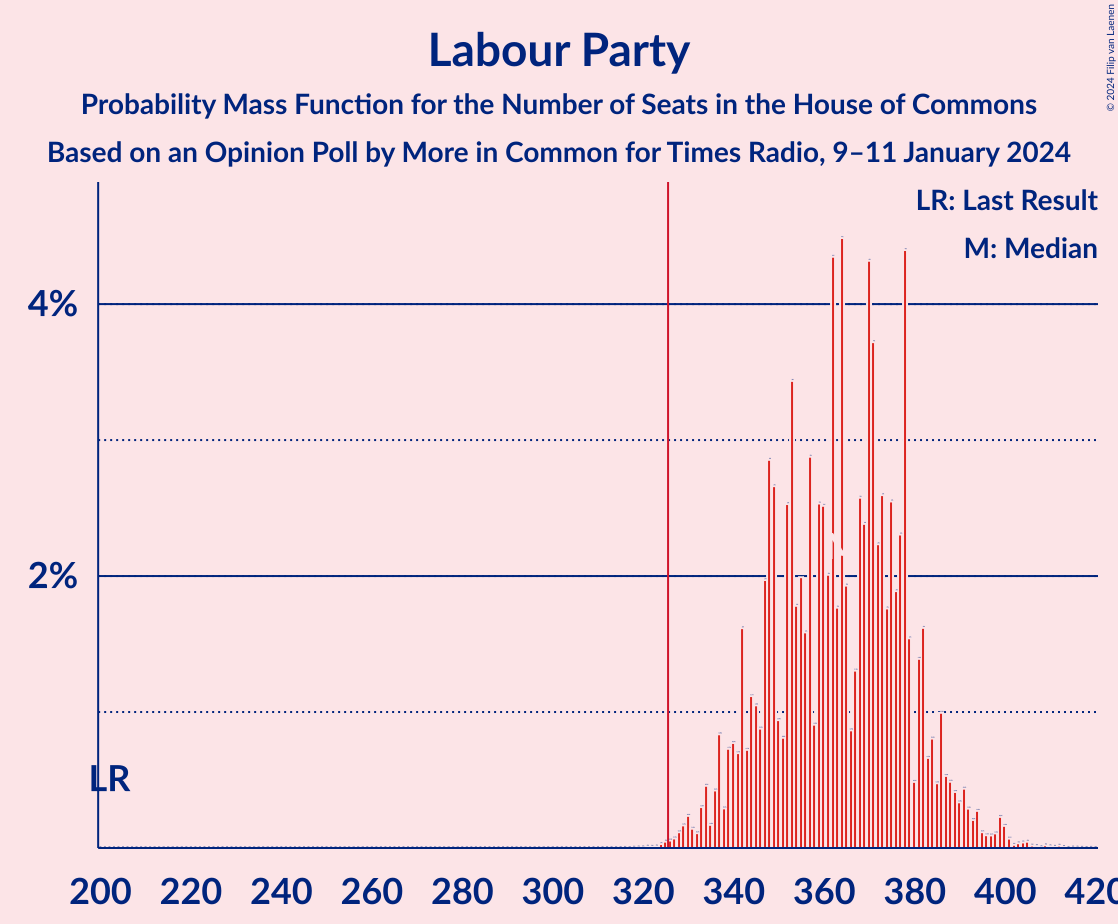 Labour Party
Probability Mass Function for the Number of Seats in the House of Commons
Based on an Opinion Poll by More in Common for Times Radio, 9–11 January 2024
© 2024 Filip van Laenen
LR: Last Result
M: Median
4%
2%
LR
200 220 240 260 280 300 320 340 360 380 400 420